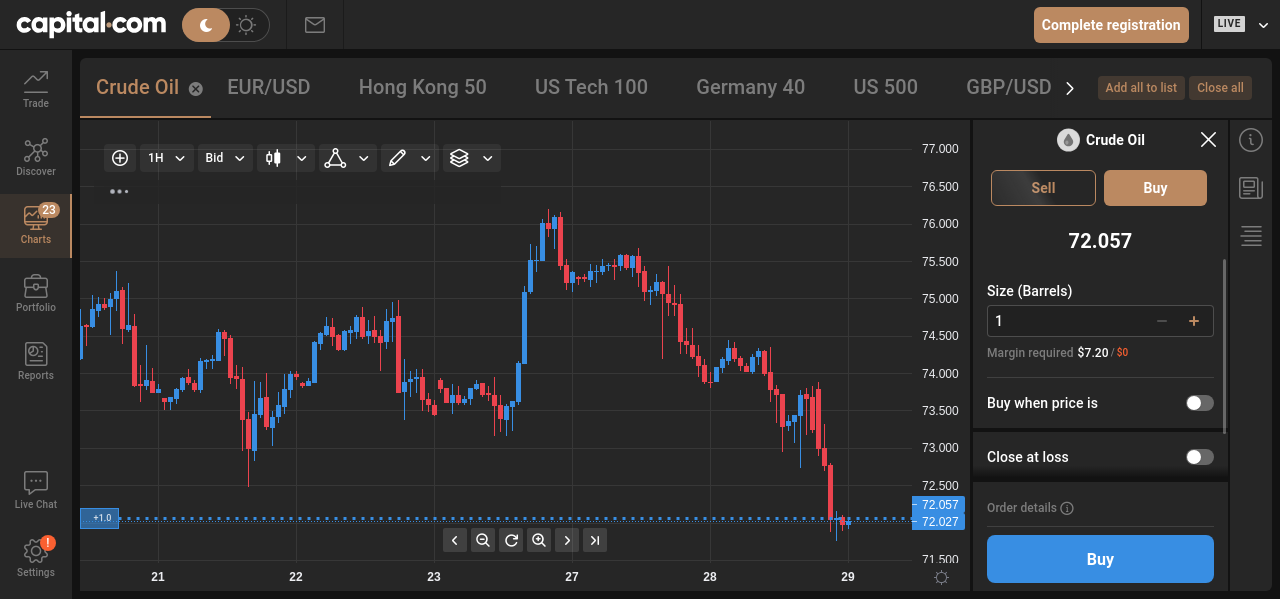 capital.com
Complete registration
LIVE
Trade
Discover
23
Charts
Portfolio
Reports
Live Chat
!
Settings
Crude Oil
EUR/USD
Hong Kong 50
US Tech 100
Germany 40
US 500
GBP/USD
Add all to list
Close all
1H
Bid
77.000
76.500
76.000
75.500
75.000
74.500
74.000
73.500
73.000
72.500
72.057
72.027
71.500
+1.0
21
22
23
27
28
29
Crude Oil
Sell
Buy
72.057
Size (Barrels)
1
Margin required $7.20 / $0
Buy when price is
Close at loss
Order details
Buy